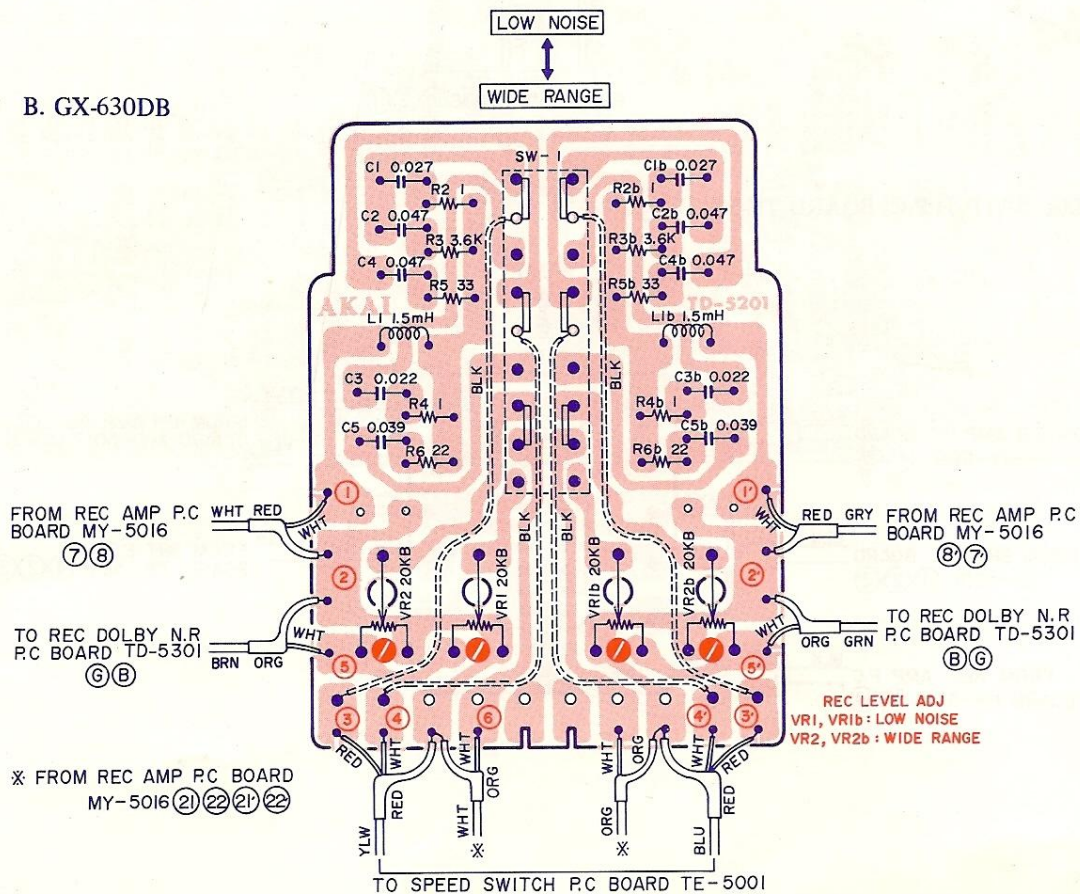 LOW NOISE
WIDE RANGE
B. GX-630DB
SW-1
C1 0.027
C1b 0.027
R2 1
R2b 1
C2 0.047
C2b 0.047
R3 3.6K
R3b 3.6K
C4 0.047
C4b 0.047
R5 33
R5b 33
AKAI
TD-5201
L1 1.5mH
L1b 1.5mH
BLK
BLK
C3 0.022
C3b 0.022
R4 1
R4b 1
C5 0.039
C5b 0.039
R6 22
R6b 22
1
1'
FROM REC AMP P.C
BOARD MY-5016
7 8
WHT RED
WHT
BLK
BLK
WHT
RED GRY
FROM REC AMP P.C
BOARD MY-5016
8' 7'
2
VR2 20KB
VR1 20KB
VR1b 20KB
VR2b 20KB
2'
TO REC DOLBY N.R
P.C BOARD TD-5301
G B
WHT
BRN ORG
5
5'
WHT
ORG GRN
TO REC DOLBY N.R
P.C BOARD TD-5301
B G
3
4
6
4'
3'
REC LEVEL ADJ
VR1, VR1b : LOW NOISE
VR2, VR2b : WIDE RANGE
RED
WHT
WHT
WHT
ORG
WHT
RED
※ FROM REC AMP P.C BOARD
MY-5016 21 22 21' 22'
RED
ORG
RED
YLW
WHT
ORG
BLU
※
※
TO SPEED SWITCH P.C BOARD TE-5001